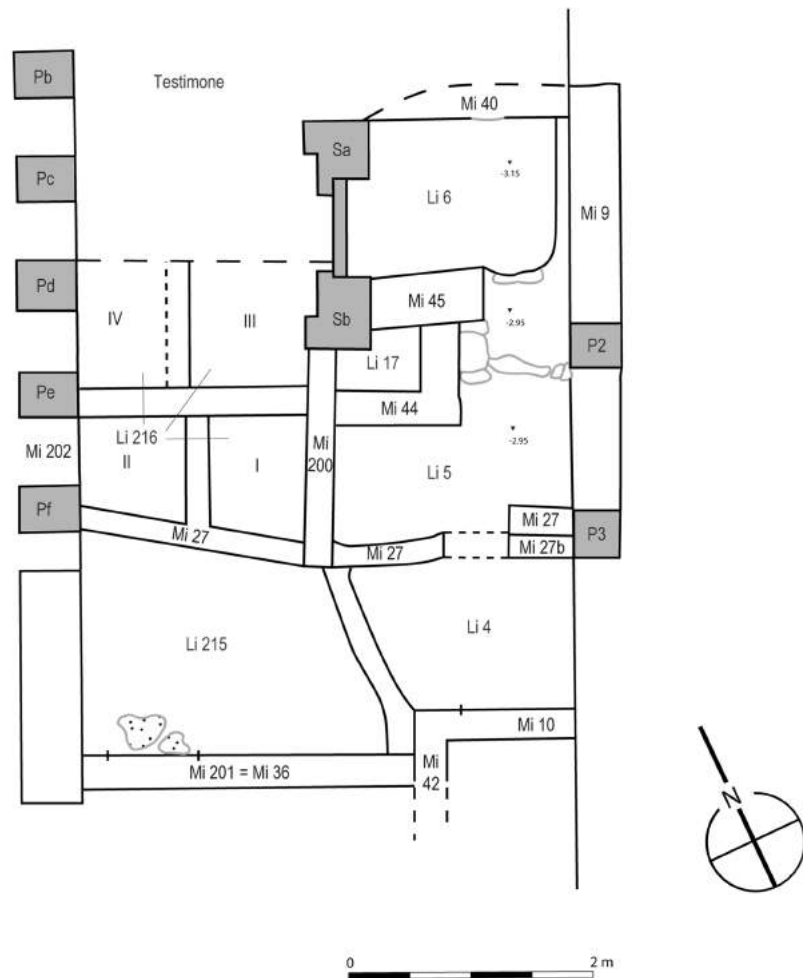 Pb
Testimone
Mi 40
Sa
-3.15
Pc
Li 6
Mi 9
Pd
Mi 45
IV
III
Sb
-2.95
P2
Li 17
Pe
Mi 44
Li 216
-2.95
Mi 202
II
I
Mi
200
Li 5
Pf
Mi 27
Mi 27
Mi 27
Mi 27b
P3
Li 215
Li 4
Mi 10
Mi 201 = Mi 36
Mi
42
N
0
2 m